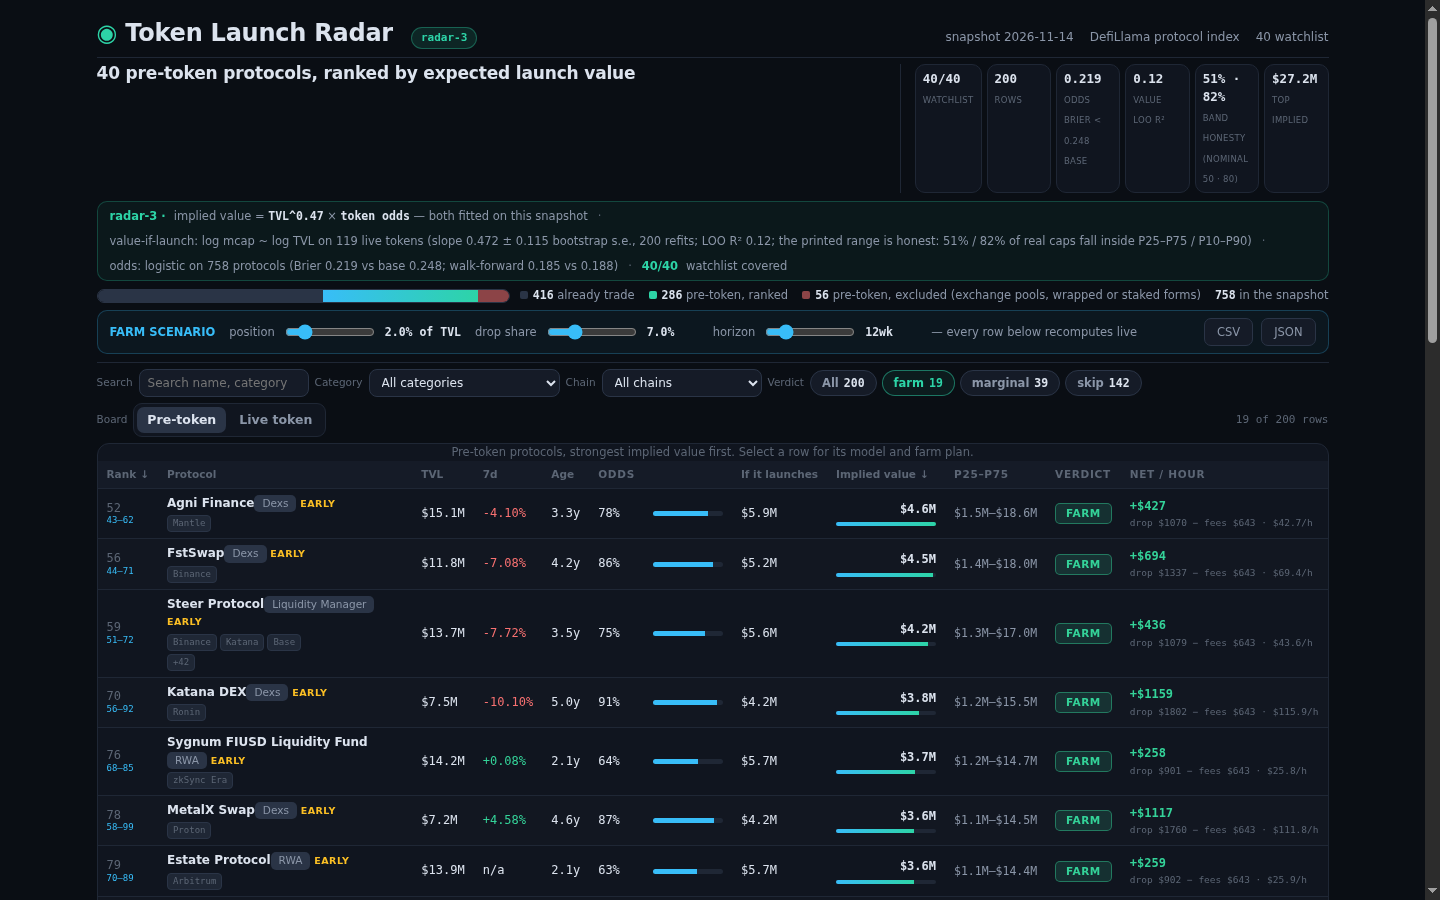 ◉ Token Launch Radar radar-3 snapshot 2026-11-14 DefiLlama protocol index 40 watchlist
40 pre-token protocols, ranked by expected launch value
40/40 WATCHLIST
200 ROWS
0.219 ODDS BRIER < 0.248 BASE
0.12 VALUE LOO R²
51% · 82% BAND HONESTY (NOMINAL 50 · 80)
$27.2M TOP IMPLIED
radar-3 · implied value = TVL^0.47 × token odds — both fitted on this snapshot ·
value-if-launch: log mcap ~ log TVL on 119 live tokens (slope 0.472 ± 0.115 bootstrap s.e., 200 refits; LOO R² 0.12; the printed range is honest: 51% / 82% of real caps fall inside P25–P75 / P10–P90) ·
odds: logistic on 758 protocols (Brier 0.219 vs base 0.248; walk-forward 0.185 vs 0.188) · 40/40 watchlist covered
416 already trade 286 pre-token, ranked 56 pre-token, excluded (exchange pools, wrapped or staked forms) 758 in the snapshot
FARM SCENARIO position 2.0% of TVL drop share 7.0% horizon 12wk — every row below recomputes live CSV JSON
Search Search name, category Category All categories Chain All chains Verdict All 200 farm 19 marginal 39 skip 142
Board Pre-token Live token 19 of 200 rows
Pre-token protocols, strongest implied value first. Select a row for its model and farm plan.
Rank ↓ Protocol TVL 7d Age ODDS If it launches Implied value ↓ P25–P75 VERDICT NET / HOUR
52 43–62 Agni Finance Dexs EARLY Mantle $15.1M -4.10% 3.3y 78% $5.9M $4.6M $1.5M–$18.6M FARM +$427 drop $1070 − fees $643 · $42.7/h
56 44–71 FstSwap Dexs EARLY Binance $11.8M -7.08% 4.2y 86% $5.2M $4.5M $1.4M–$18.0M FARM +$694 drop $1337 − fees $643 · $69.4/h
59 51–72 Steer Protocol Liquidity Manager EARLY Binance Katana Base +42 $13.7M -7.72% 3.5y 75% $5.6M $4.2M $1.3M–$17.0M FARM +$436 drop $1079 − fees $643 · $43.6/h
70 56–92 Katana DEX Dexs EARLY Ronin $7.5M -10.10% 5.0y 91% $4.2M $3.8M $1.2M–$15.5M FARM +$1159 drop $1802 − fees $643 · $115.9/h
76 68–85 Sygnum FIUSD Liquidity Fund RWA EARLY zkSync Era $14.2M +0.08% 2.1y 64% $5.7M $3.7M $1.2M–$14.7M FARM +$258 drop $901 − fees $643 · $25.8/h
78 58–99 MetalX Swap Dexs EARLY Proton $7.2M +4.58% 4.6y 87% $4.2M $3.6M $1.1M–$14.5M FARM +$1117 drop $1760 − fees $643 · $111.8/h
79 70–89 Estate Protocol RWA EARLY Arbitrum $13.9M n/a 2.1y 63% $5.7M $3.6M $1.1M–$14.4M FARM +$259 drop $902 − fees $643 · $25.9/h